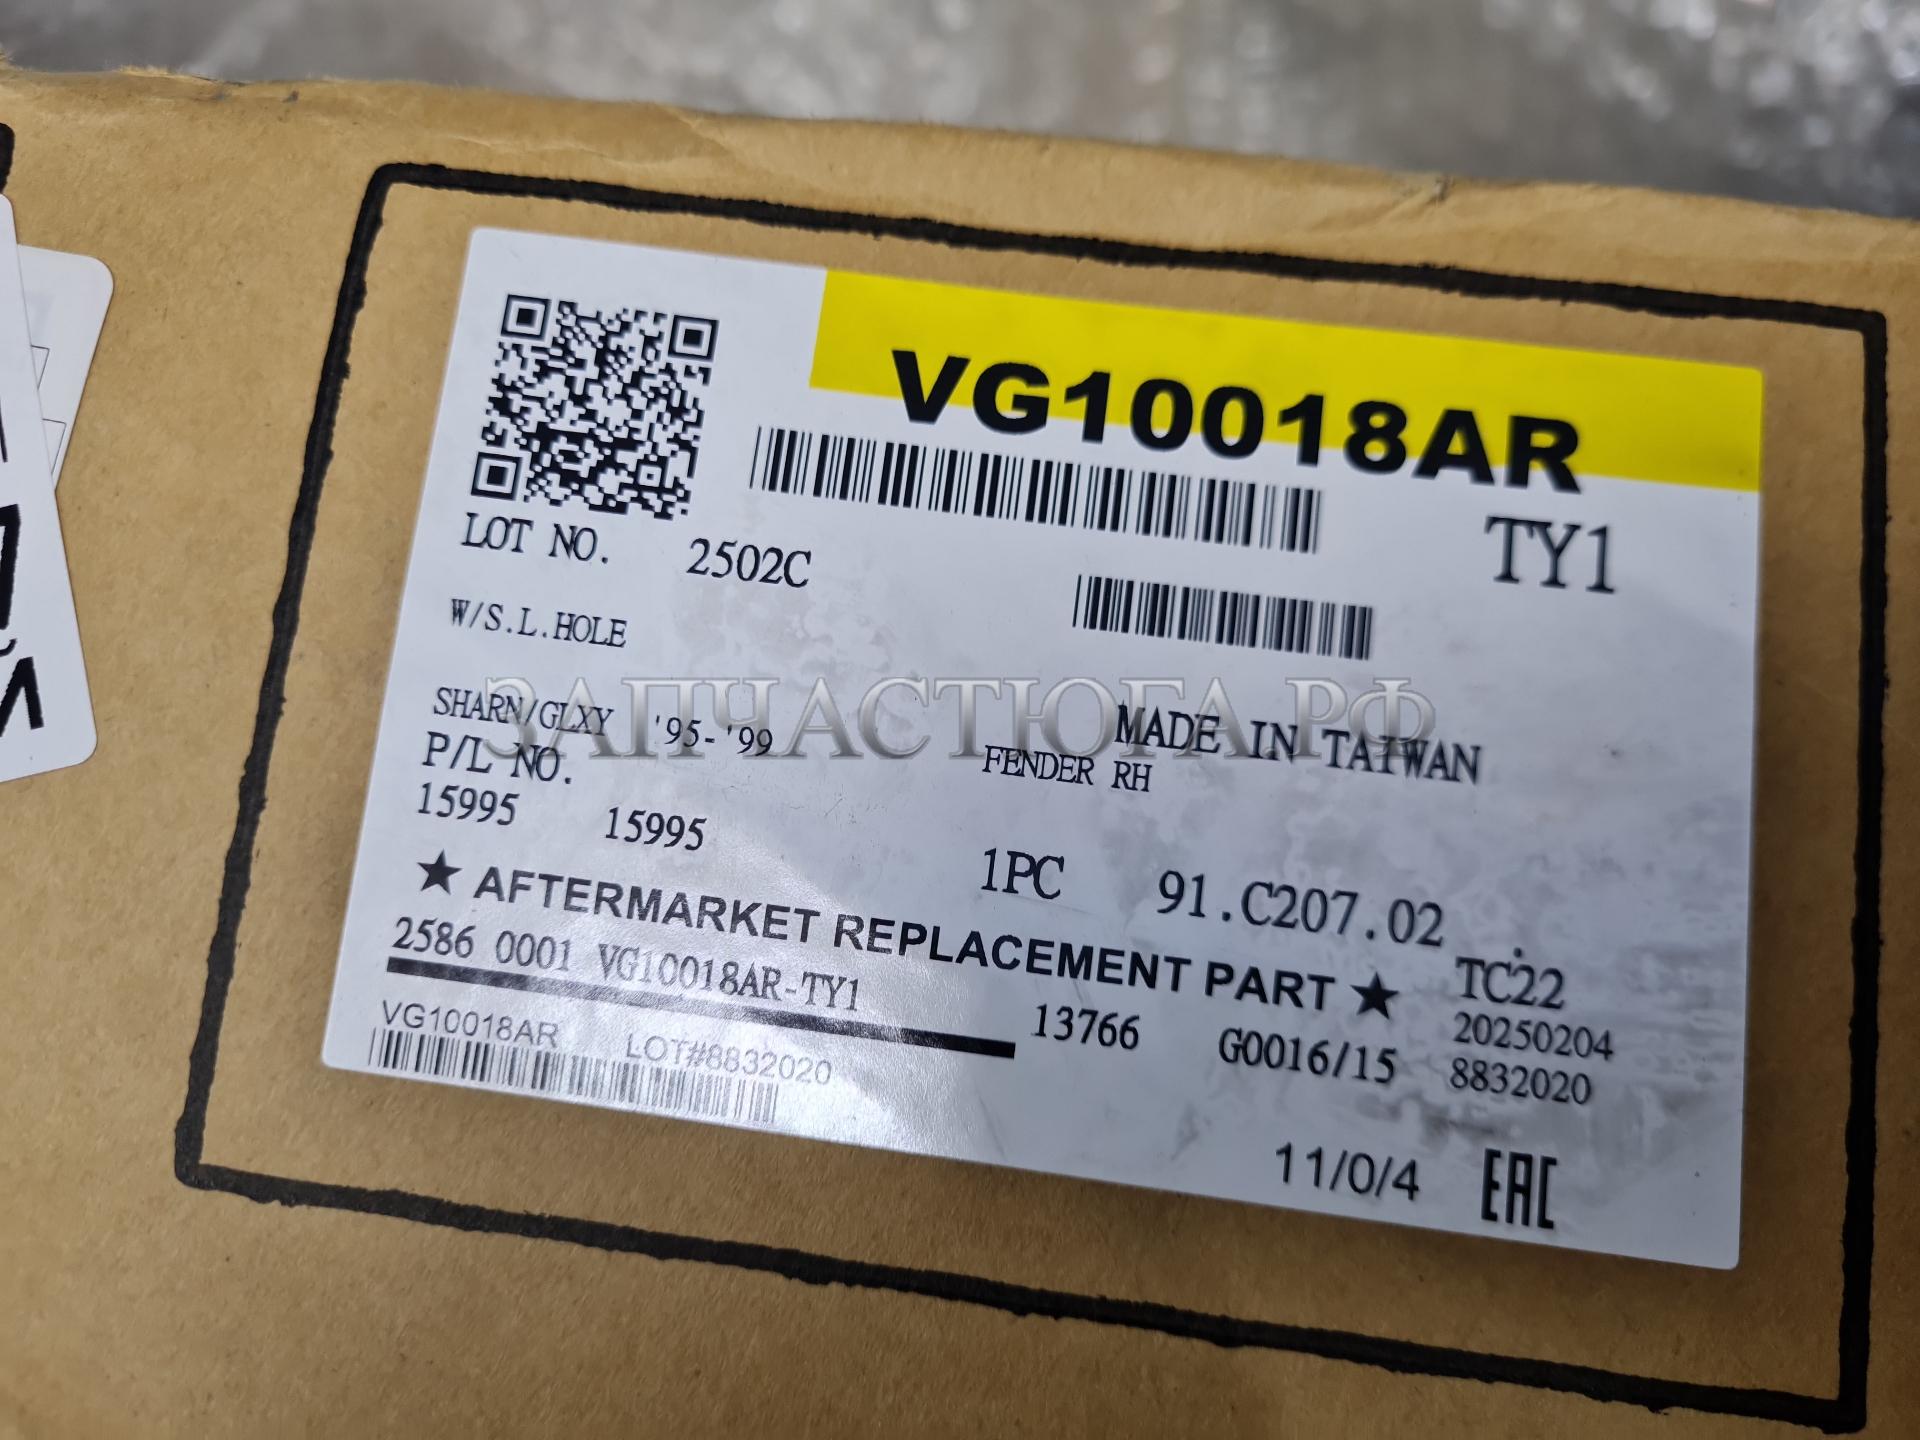 VG10018AR
TY1
LOT NO. 2502C
W/S.L.HOLE
ЗАПЧАСТЮГА.РФ
SHARN/GLXY '95-'99
MADE IN TAIWAN
P/L NO.
FENDER RH
15995 15995
1PC 91.C207.02
★ AFTERMARKET REPLACEMENT PART ★
TC22
2586 0001 VG10018AR-TY1
13766 G0016/15
20250204
8832020
VG10018AR LOT#8832020
11/0/4 EAC
Й